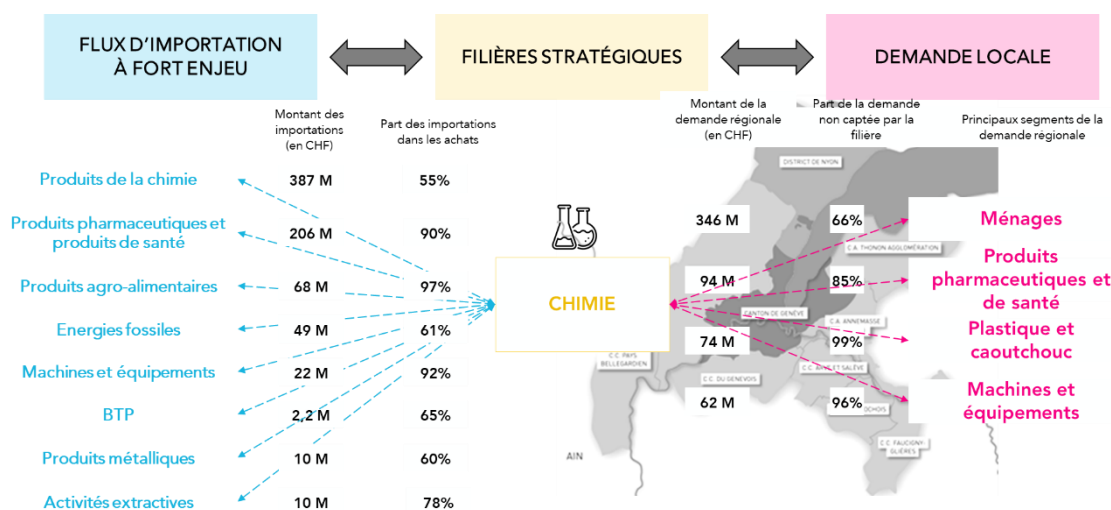 FLUX D'IMPORTATION
À FORT ENJEU
FILIÈRES STRATÉGIQUES
DEMANDE LOCALE
Montant des
importations
(en CHF)
Part des importations
dans les achats
Montant de la
demande régionale
(en CHF)
Part de la demande
non captée par la
filière
Principaux segments de la
demande régionale
DISTRICT DE NYON
Produits de la chimie
387 M
55%
Produits pharmaceutiques et
produits de santé
206 M
90%
346 M
66%
Ménages
C.A. THONON AGGLOMÉRATION
Produits agro-alimentaires
68 M
97%
CHIMIE
94 M
85%
Produits
pharmaceutiques et
de santé
CANTON DE GENÈVE
C.A. ANNEMASSE
Energies fossiles
49 M
61%
74 M
99%
Plastique et
caoutchouc
C.C. PAYS
BELLEGARDIEN
Machines et équipements
22 M
92%
C.C. DU GENEVOIS
C.C. ARVE ET SALÈVE
62 M
96%
Machines et
équipements
BTP
2,2 M
65%
C.C. FAUCIGNY-
GLIÈRES
AIN
Produits métalliques
10 M
60%
Activités extractives
10 M
78%